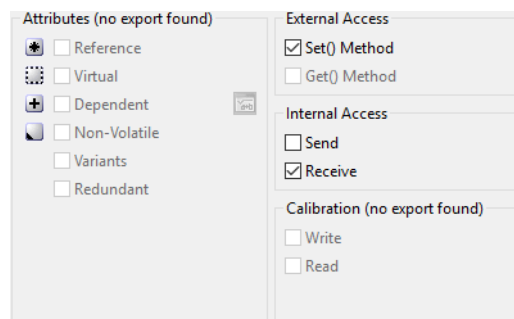 Attributes (no export found)
Reference
Virtual
Dependent
Non-Volatile
Variants
Redundant
External Access
Set() Method
Get() Method
Internal Access
Send
Receive
Calibration (no export found)
Write
Read